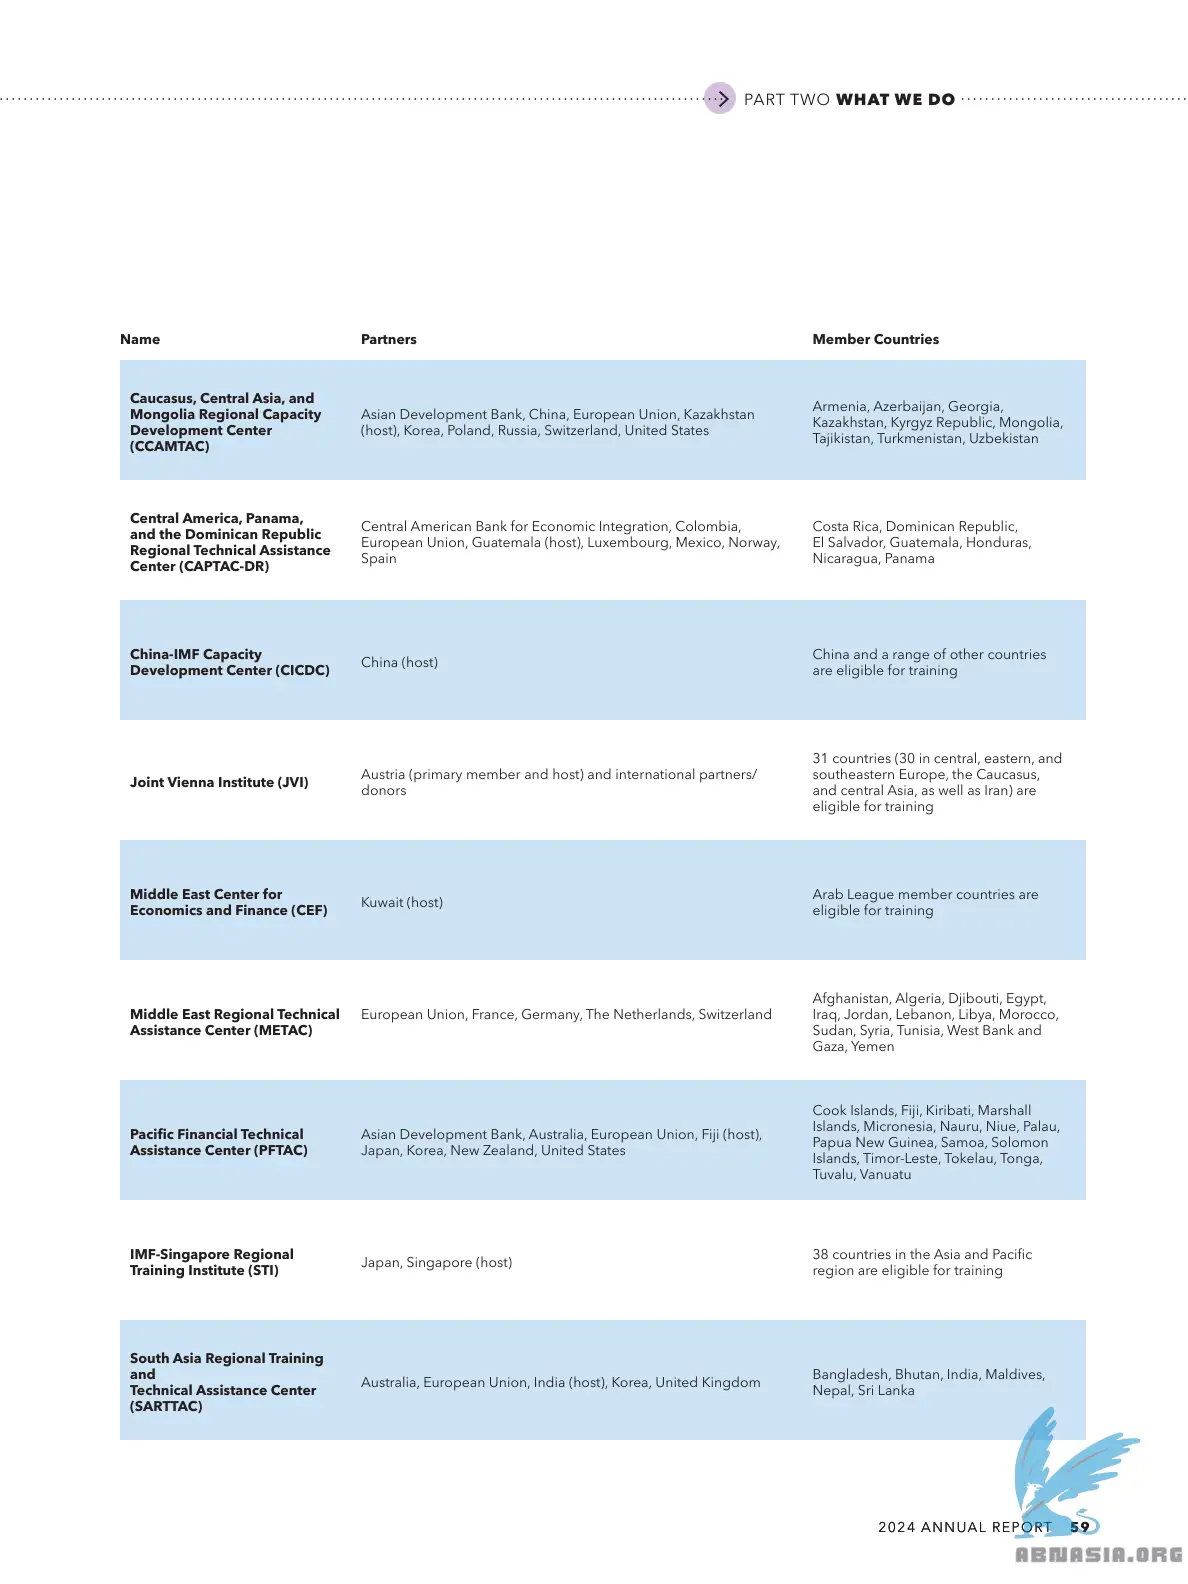 PART TWO WHAT WE DO
Name Partners Member Countries
Caucasus, Central Asia, and
Mongolia Regional Capacity
Development Center
(CCAMTAC)
Asian Development Bank, China, European Union, Kazakhstan
(host), Korea, Poland, Russia, Switzerland, United States
Armenia, Azerbaijan, Georgia,
Kazakhstan, Kyrgyz Republic, Mongolia,
Tajikistan, Turkmenistan, Uzbekistan
Central America, Panama,
and the Dominican Republic
Regional Technical Assistance
Center (CAPTAC-DR)
Central American Bank for Economic Integration, Colombia,
European Union, Guatemala (host), Luxembourg, Mexico, Norway,
Spain
Costa Rica, Dominican Republic,
El Salvador, Guatemala, Honduras,
Nicaragua, Panama
China-IMF Capacity
Development Center (CICDC)
China (host)
China and a range of other countries
are eligible for training
Joint Vienna Institute (JVI)
Austria (primary member and host) and international partners/
donors
31 countries (30 in central, eastern, and
southeastern Europe, the Caucasus,
and central Asia, as well as Iran) are
eligible for training
Middle East Center for
Economics and Finance (CEF)
Kuwait (host)
Arab League member countries are
eligible for training
Middle East Regional Technical
Assistance Center (METAC)
European Union, France, Germany, The Netherlands, Switzerland
Afghanistan, Algeria, Djibouti, Egypt,
Iraq, Jordan, Lebanon, Libya, Morocco,
Sudan, Syria, Tunisia, West Bank and
Gaza, Yemen
Pacific Financial Technical
Assistance Center (PFTAC)
Asian Development Bank, Australia, European Union, Fiji (host),
Japan, Korea, New Zealand, United States
Cook Islands, Fiji, Kiribati, Marshall
Islands, Micronesia, Nauru, Niue, Palau,
Papua New Guinea, Samoa, Solomon
Islands, Timor-Leste, Tokelau, Tonga,
Tuvalu, Vanuatu
IMF-Singapore Regional
Training Institute (STI)
Japan, Singapore (host)
38 countries in the Asia and Pacific
region are eligible for training
South Asia Regional Training
and
Technical Assistance Center
(SARTTAC)
Australia, European Union, India (host), Korea, United Kingdom
Bangladesh, Bhutan, India, Maldives,
Nepal, Sri Lanka
2024 ANNUAL REPORT 59
ABNASIA.ORG